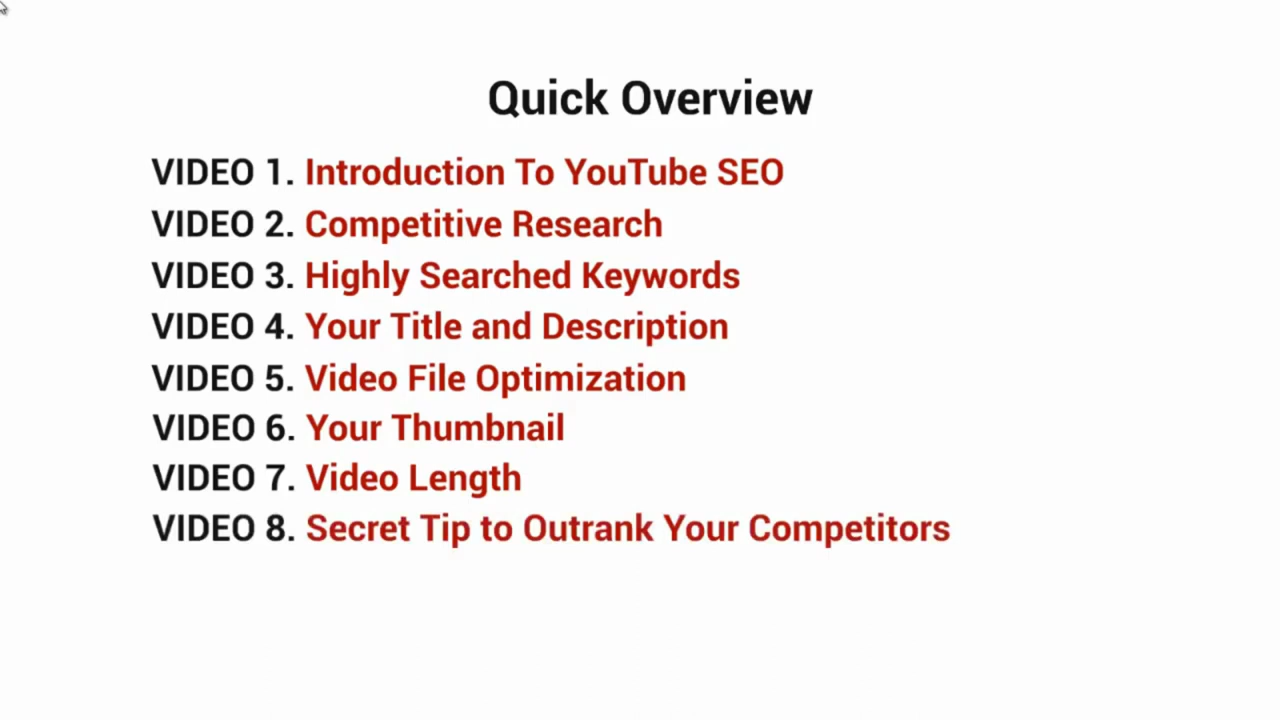 Quick Overview
VIDEO 1. Introduction To YouTube SEO
VIDEO 2. Competitive Research
VIDEO 3. Highly Searched Keywords
VIDEO 4. Your Title and Description
VIDEO 5. Video File Optimization
VIDEO 6. Your Thumbnail
VIDEO 7. Video Length
VIDEO 8. Secret Tip to Outrank Your Competitors